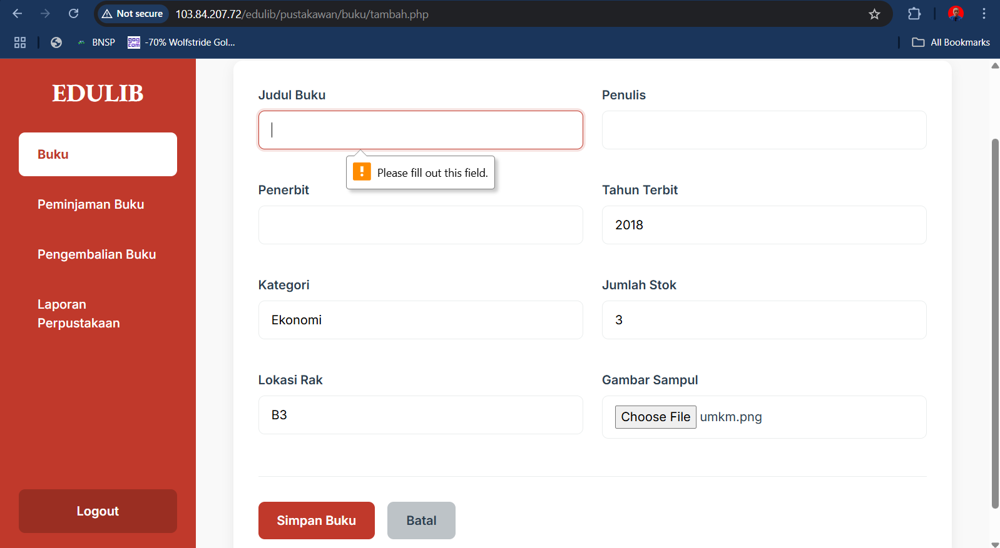 Not secure
103.84.207.72/edulib/pustakawan/buku/tambah.php
BNSP
gog com
-70% Wolfstride Gol...
All Bookmarks
EDULIB
Buku
Peminjaman Buku
Pengembalian Buku
Laporan
Perpustakaan
Logout
Judul Buku
Penulis
Please fill out this field.
Penerbit
Tahun Terbit
2018
Kategori
Jumlah Stok
Ekonomi
3
Lokasi Rak
Gambar Sampul
B3
Choose File umkm.png
Simpan Buku
Batal